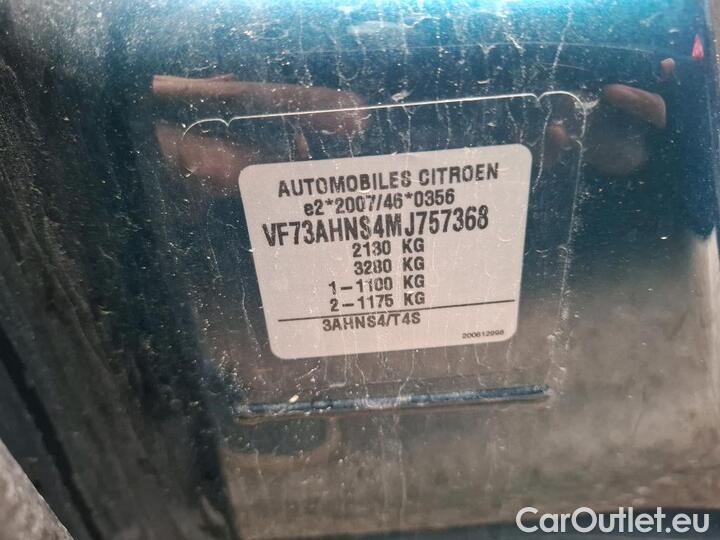 AUTOMOBILES CITROEN
e2*2007/46*0356
VF73AHNS4MJ757368
2130 KG
3280 KG
1-1100 KG
2-1175 KG
3AHNS4/T4S
200612998
CarOutlet.eu